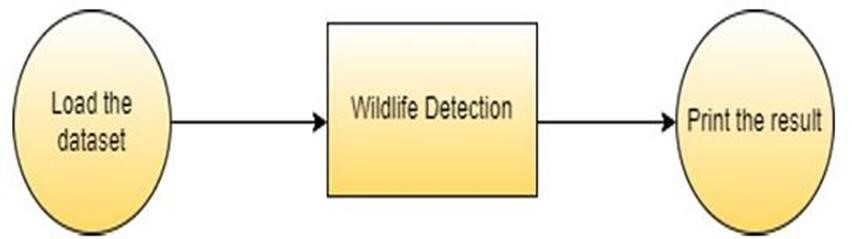 Load the
dataset
Wildlife Detection
Print the result